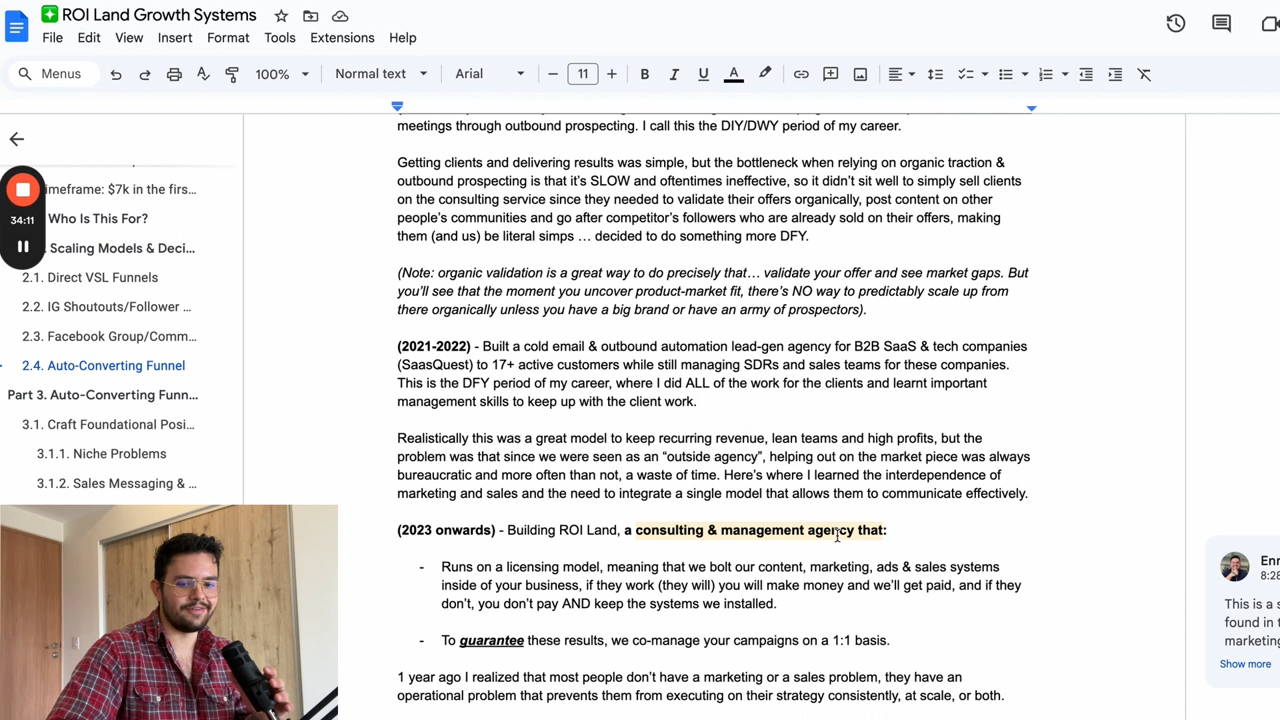 ROI Land Growth Systems
File Edit View Insert Format Tools Extensions Help
Menus 100% Normal text Arial 11 B I U A
meetings through outbound prospecting. I call this the DIY/DWY period of my career.
Getting clients and delivering results was simple, but the bottleneck when relying on organic traction &
outbound prospecting is that it's SLOW and oftentimes ineffective, so it didn't sit well to simply sell clients
on the consulting service since they needed to validate their offers organically, post content on other
people's communities and go after competitor's followers who are already sold on their offers, making
them (and us) be literal simps … decided to do something more DFY.
(Note: organic validation is a great way to do precisely that… validate your offer and see market gaps. But
you'll see that the moment you uncover product-market fit, there's NO way to predictably scale up from
there organically unless you have a big brand or have an army of prospectors).
(2021-2022) - Built a cold email & outbound automation lead-gen agency for B2B SaaS & tech companies
(SaasQuest) to 17+ active customers while still managing SDRs and sales teams for these companies.
This is the DFY period of my career, where I did ALL of the work for the clients and learnt important
management skills to keep up with the client work.
Realistically this was a great model to keep recurring revenue, lean teams and high profits, but the
problem was that since we were seen as an “outside agency”, helping out on the market piece was always
bureaucratic and more often than not, a waste of time. Here's where I learned the interdependence of
marketing and sales and the need to integrate a single model that allows them to communicate effectively.
(2023 onwards) - Building ROI Land, a consulting & management agency that:
- Runs on a licensing model, meaning that we bolt our content, marketing, ads & sales systems
inside of your business, if they work (they will) you will make money and we'll get paid, and if they
don't, you don't pay AND keep the systems we installed.
- To guarantee these results, we co-manage your campaigns on a 1:1 basis.
1 year ago I realized that most people don't have a marketing or a sales problem, they have an
operational problem that prevents them from executing on their strategy consistently, at scale, or both.
imeframe: $7k in the firs...
Who Is This For?
Scaling Models & Deci...
2.1. Direct VSL Funnels
2.2. IG Shoutouts/Follower ...
2.3. Facebook Group/Comm...
2.4. Auto-Converting Funnel
Part 3. Auto-Converting Funn...
3.1. Craft Foundational Posi...
3.1.1. Niche Problems
3.1.2. Sales Messaging & ...
34:11
Enr
8:28
This is a s
found in t
marketing
Show more